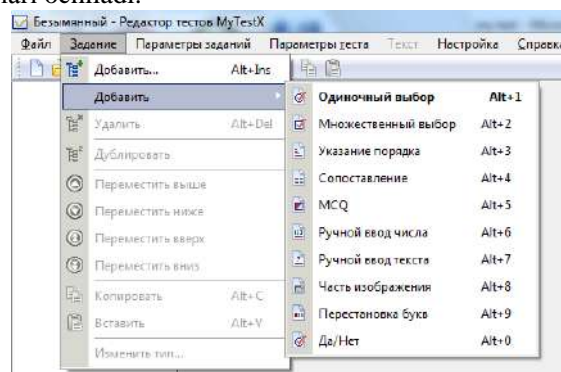 lari beriladi.
Безымянный - Редактор тестов MyTestX
Файл Задание Параметры заданий Параметры теста Текст Настройка Справка
Добавить... Alt+Ins
Добавить
Удалить Alt+Del
Дублировать
Переместить выше
Переместить ниже
Переместить вверх
Переместить вниз
Копировать Alt+C
Вставить Alt+V
Изменить тип...
Одиночный выбор Alt+1
Множественный выбор Alt+2
Указание порядка Alt+3
Сопоставление Alt+4
MCQ Alt+5
Ручной ввод числа Alt+6
Ручной ввод текста Alt+7
Часть изображения Alt+8
Перестановка букв Alt+9
Да/Нет Alt+0